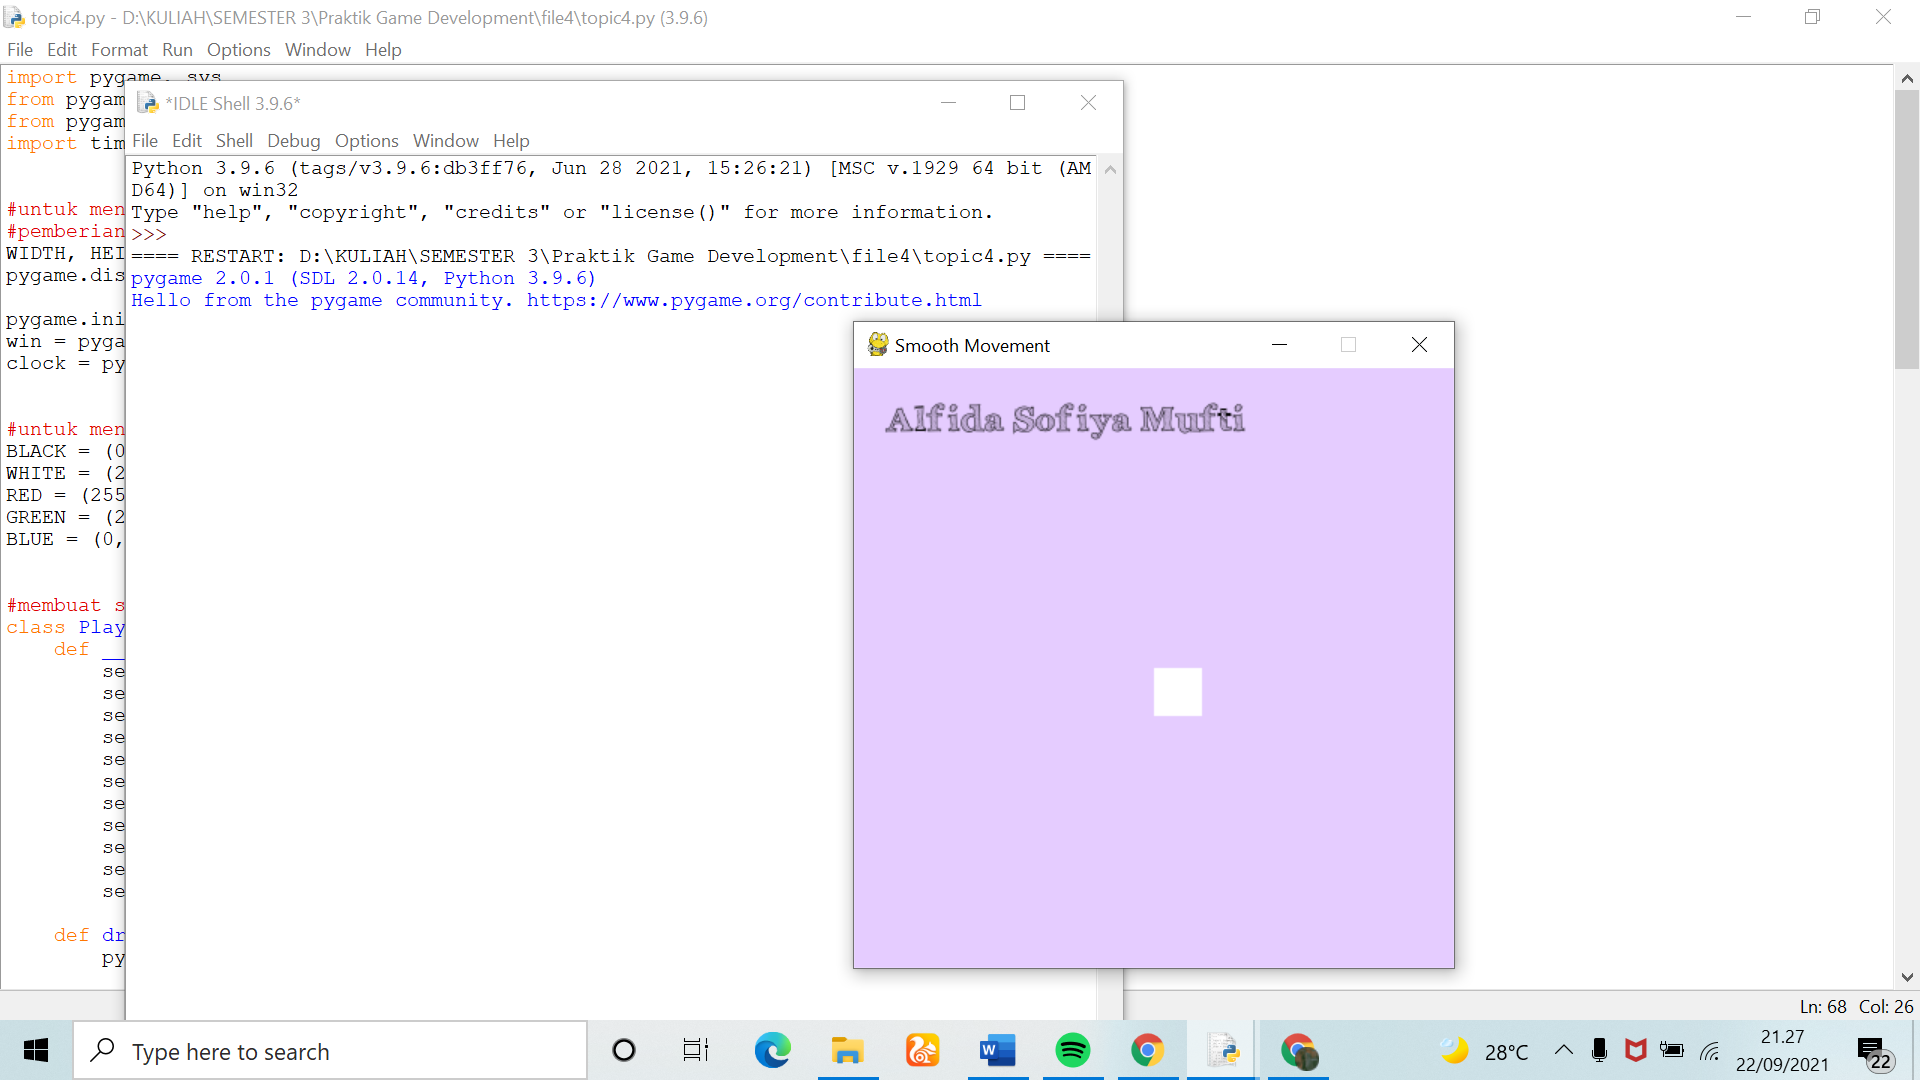 topic4.py - D:\KULIAH\SEMESTER 3\Praktik Game Development\file4\topic4.py (3.9.6)
File Edit Format Run Options Window Help
import pygame, sys
from pygam
from pygam
import tim
#untuk men
#pemberian
WIDTH, HEI
pygame.dis
pygame.ini
win = pyga
clock = py
#untuk men
BLACK = (0
WHITE = (2
RED = (255
GREEN = (2
BLUE = (0,
#membuat s
class Play
def __
se
se
se
se
se
se
se
se
se
se
se
def dr
py
*IDLE Shell 3.9.6*
File Edit Shell Debug Options Window Help
Python 3.9.6 (tags/v3.9.6:db3ff76, Jun 28 2021, 15:26:21) [MSC v.1929 64 bit (AM
D64)] on win32
Type "help", "copyright", "credits" or "license()" for more information.
>>>
==== RESTART: D:\KULIAH\SEMESTER 3\Praktik Game Development\file4\topic4.py ====
pygame 2.0.1 (SDL 2.0.14, Python 3.9.6)
Hello from the pygame community. https://www.pygame.org/contribute.html
Smooth Movement
Alfida Sofiya Mufti
Ln: 68 Col: 26
Type here to search
28°C
21.27
22/09/2021
22